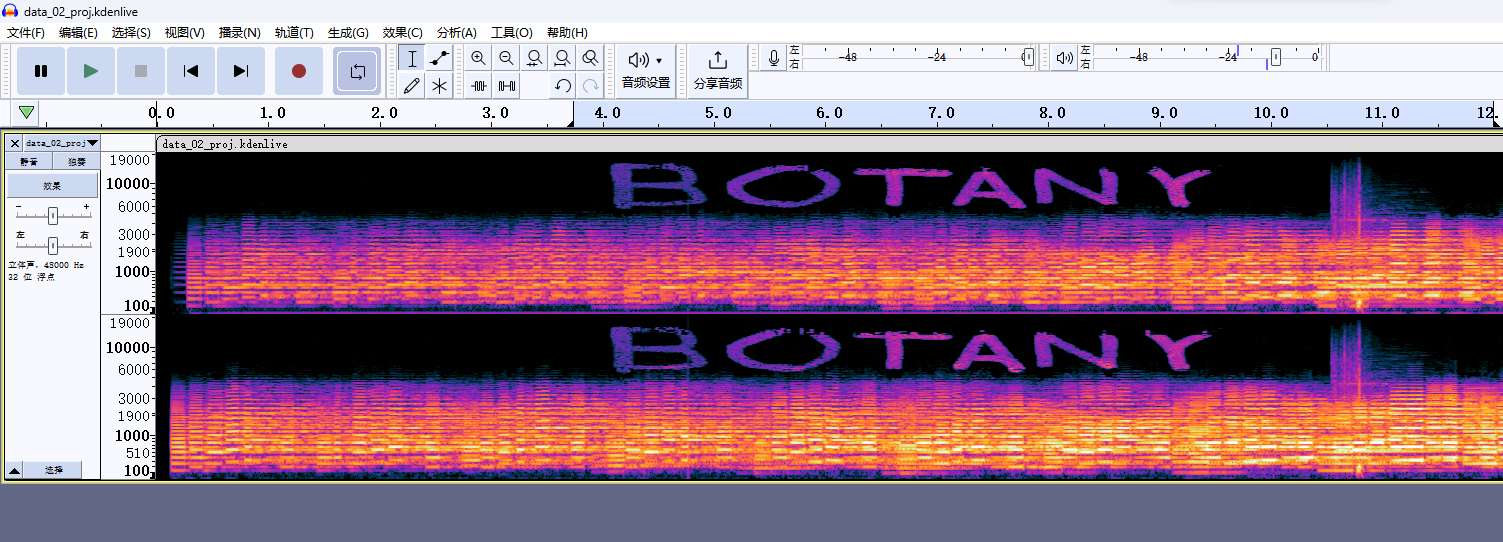 data_02_proj.kdenlive
文件(F) 编辑(E) 选择(S) 视图(V) 播录(N) 轨道(T) 生成(G) 效果(C) 分析(A) 工具(O) 帮助(H)
音频设置 分享音频
左 -48 -24 0
右
左 -48 -24 0
右
0.0 1.0 2.0 3.0 4.0 5.0 6.0 7.0 8.0 9.0 10.0 11.0 12.
data_02_proj data_02_proj.kdenlive
静音 独奏
效果
- +
左 右
立体声, 48000 Hz
32 位 浮点
选择
19000
10000
6000
3000
1900
1000
100
BOTANY
19000
10000
6000
3000
1900
1000
510
100
BOTANY